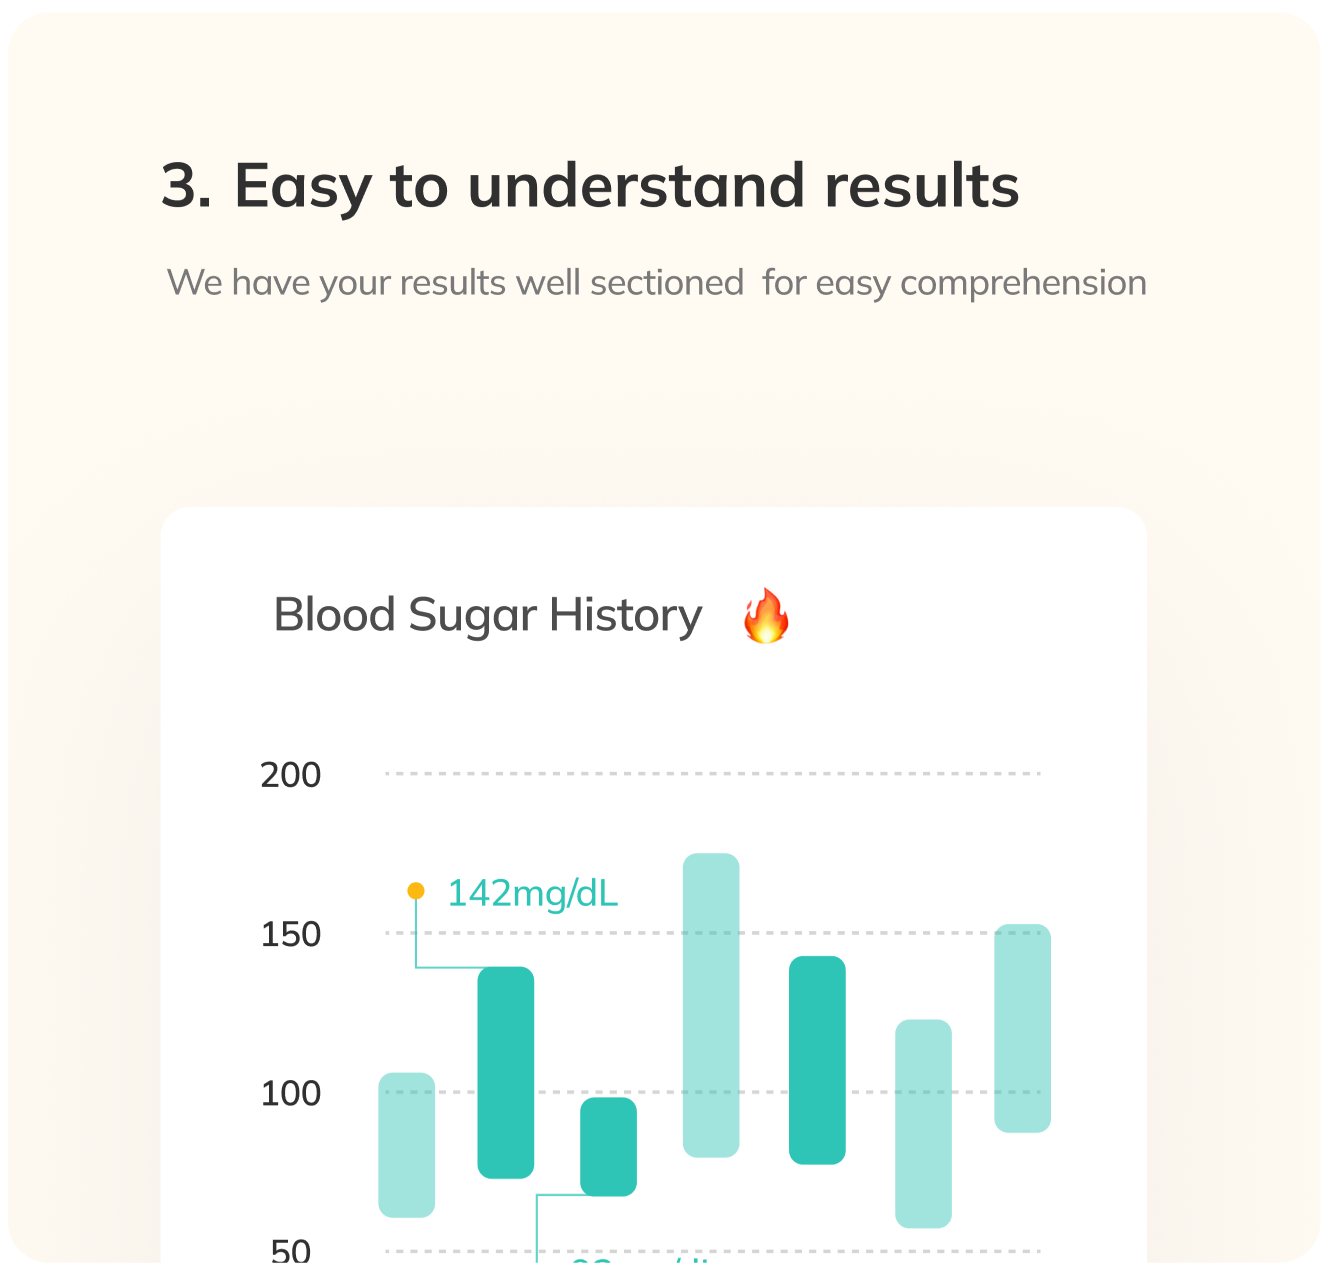 3. Easy to understand results
We have your results well sectioned  for easy comprehension
Blood Sugar History 🔥
200
142mg/dL
150
100
50